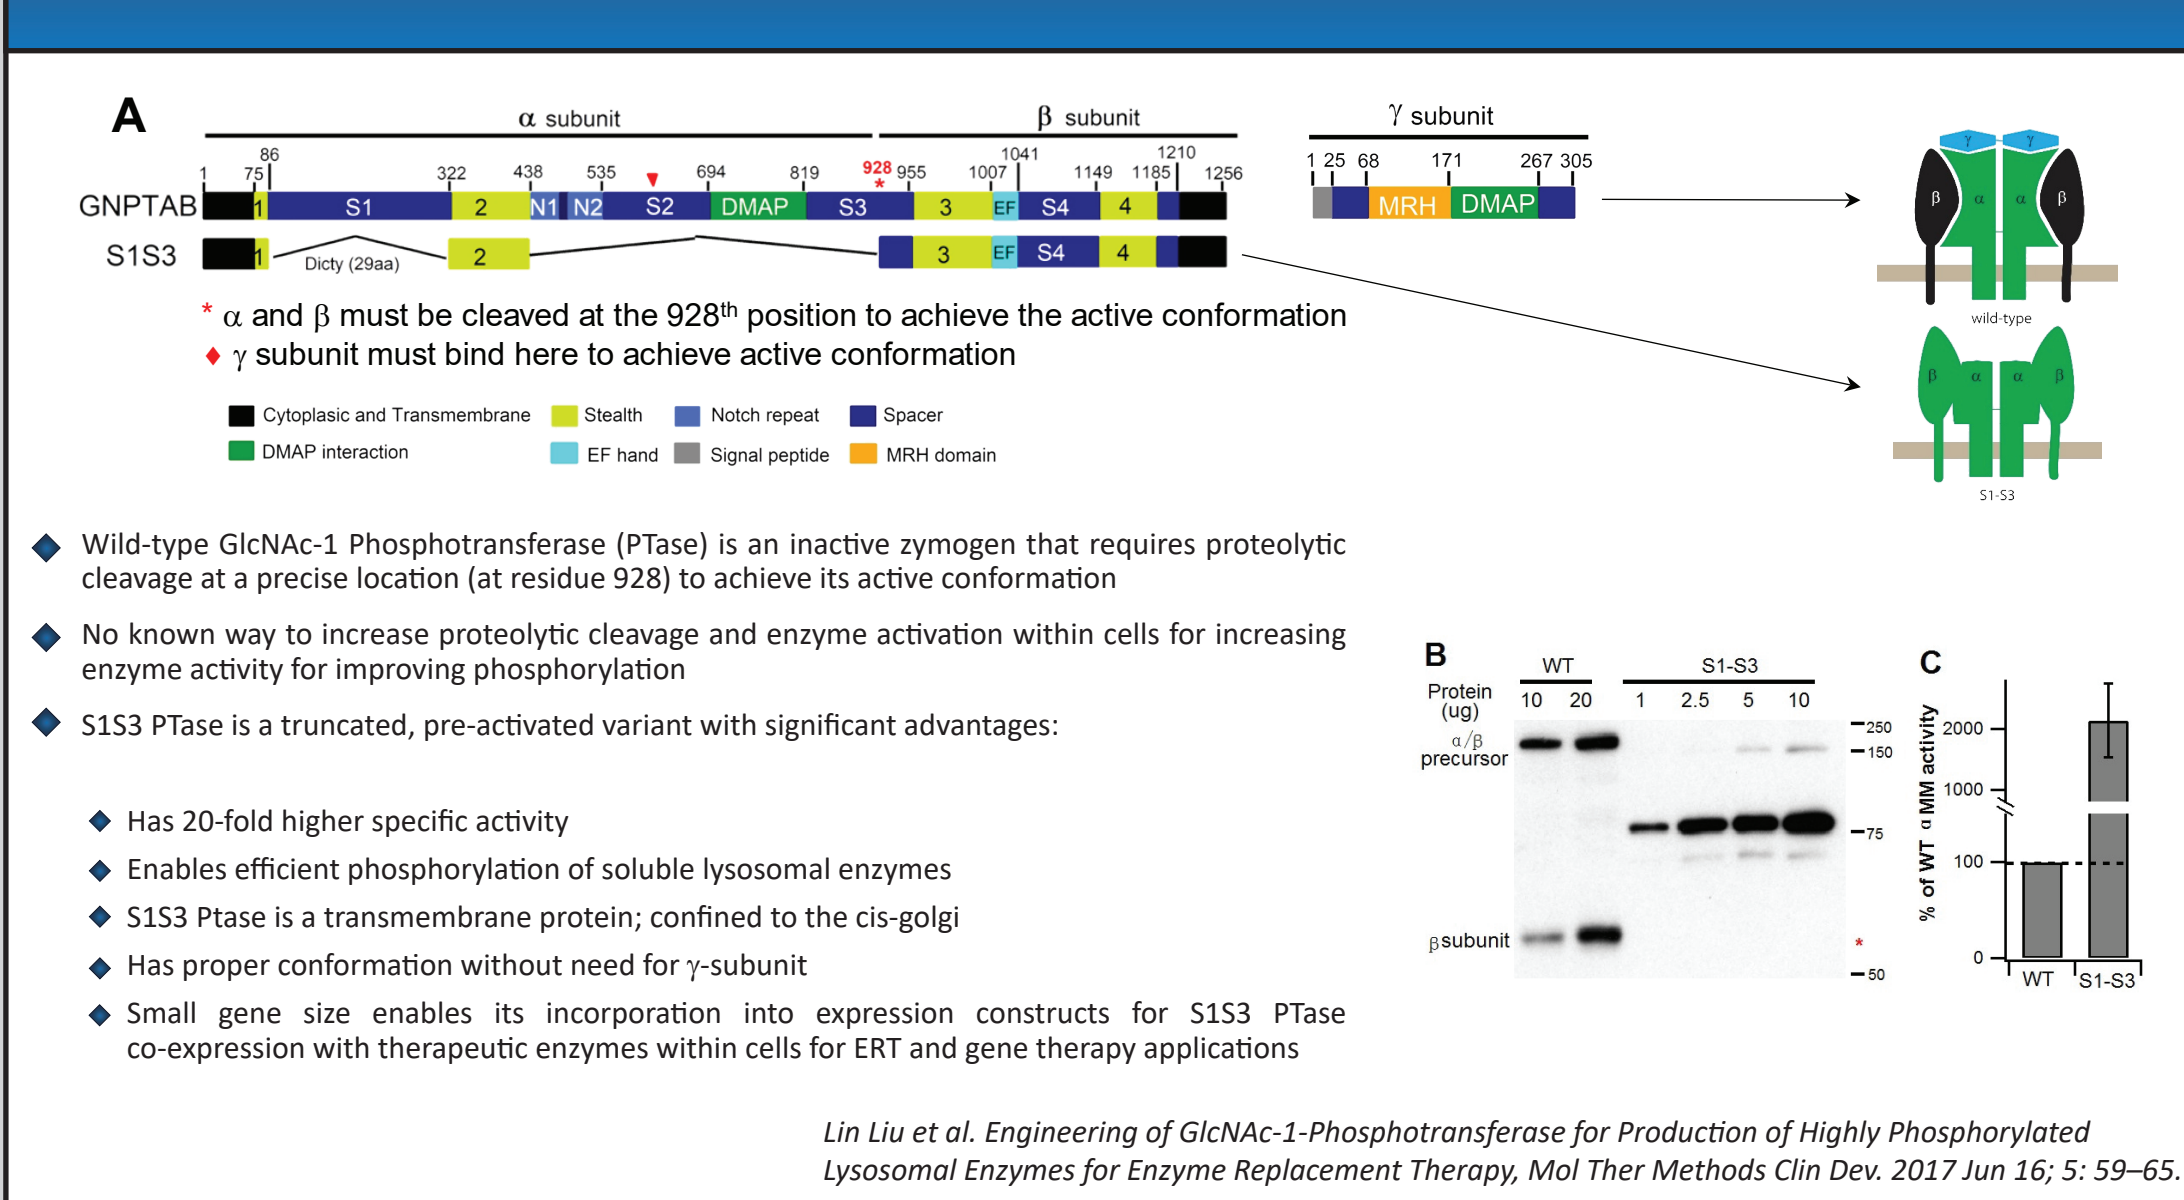 A
α subunit
β subunit
γ subunit
86
1041
1210
1
75
322
438
535
694
819
928
955
1007
1149
1185
1256
*
1 25 68 171 267 305
GNPTAB
1 S1 2 N1 N2 S2 DMAP S3 3 EF S4 4
MRH DMAP
S1S3
1 Dicty (29aa) 2 3 EF S4 4
* α and β must be cleaved at the 928th position to achieve the active conformation
♦ γ subunit must bind here to achieve active conformation
Cytoplasic and Transmembrane
Stealth
Notch repeat
Spacer
DMAP interaction
EF hand
Signal peptide
MRH domain
γ γ
β α α β
wild-type
β α α β
S1-S3
Wild-type GlcNAc-1 Phosphotransferase (PTase) is an inactive zymogen that requires proteolytic
cleavage at a precise location (at residue 928) to achieve its active conformation
No known way to increase proteolytic cleavage and enzyme activation within cells for increasing
enzyme activity for improving phosphorylation
S1S3 PTase is a truncated, pre-activated variant with significant advantages:
Has 20-fold higher specific activity
Enables efficient phosphorylation of soluble lysosomal enzymes
S1S3 Ptase is a transmembrane protein; confined to the cis-golgi
Has proper conformation without need for γ-subunit
Small gene size enables its incorporation into expression constructs for S1S3 PTase
co-expression with therapeutic enzymes within cells for ERT and gene therapy applications
B
WT
S1-S3
Protein
(ug)
10 20 1 2.5 5 10
α/β
precursor
β subunit
250
150
75
*
50
C
% of WT αMM activity
2000
1000
100
0
WT
S1-S3
Lin Liu et al. Engineering of GlcNAc-1-Phosphotransferase for Production of Highly Phosphorylated
Lysosomal Enzymes for Enzyme Replacement Therapy, Mol Ther Methods Clin Dev. 2017 Jun 16; 5: 59–65.